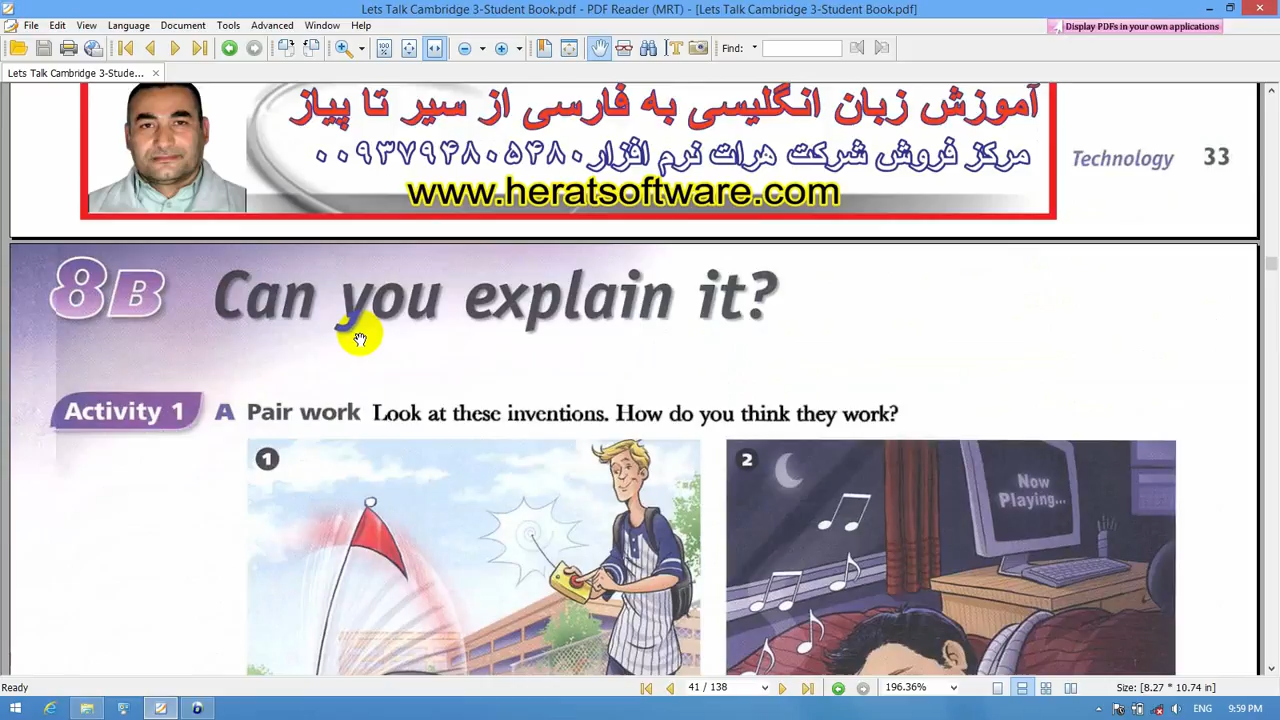 Lets Talk Cambridge 3-Student Book.pdf - PDF Reader (MRT) - [Lets Talk Cambridge 3-Student Book.pdf]
File Edit View Language Document Tools Advanced Window Help
Display PDFs in your own applications
Find:
Lets Talk Cambridge 3-Stude...
آموزش زبان انگلیسی به فارسی از سیر تا پیاز
مرکز فروش شرکت هرات نرم افزار۰۰۹۳۷۹۴۸۰۵۴۸۰
www.heratsoftware.com
Technology 33
8B Can you explain it?
Activity 1 A Pair work Look at these inventions. How do you think they work?
1
2
Now
Playing...
Ready 41 / 138 196.36% Size: [8.27 * 10.74 in]
ENG 9:59 PM